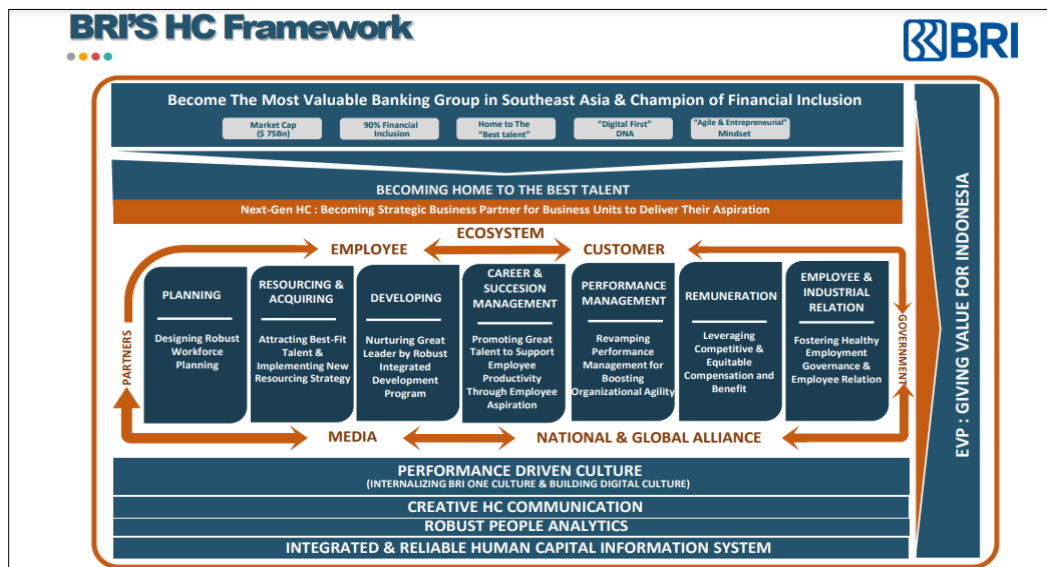 BRI'S HC Framework
BRI
Become The Most Valuable Banking Group in Southeast Asia & Champion of Financial Inclusion
Market Cap
($ 75Bn)
90% Financial
Inclusion
Home to The
"Best talent"
"Digital First"
DNA
"Agile & Entrepreneurial"
Mindset
BECOMING HOME TO THE BEST TALENT
Next-Gen HC : Becoming Strategic Business Partner for Business Units to Deliver Their Aspiration
ECOSYSTEM
EMPLOYEE
CUSTOMER
PARTNERS
PLANNING
Designing Robust
Workforce
Planning
RESOURCING &
ACQUIRING
Attracting Best-Fit
Talent &
Implementing New
Resourcing Strategy
DEVELOPING
Nurturing Great
Leader by Robust
Integrated
Development
Program
CAREER &
SUCCESION
MANAGEMENT
Promoting Great
Talent to Support
Employee
Productivity
Through Employee
Aspiration
PERFORMANCE
MANAGEMENT
Revamping
Performance
Management for
Boosting
Organizational Agility
REMUNERATION
Leveraging
Competitive &
Equitable
Compensation and
Benefit
EMPLOYEE &
INDUSTRIAL
RELATION
Fostering Healthy
Employment
Governance &
Employee Relation
GOVERNMENT
MEDIA
NATIONAL & GLOBAL ALLIANCE
PERFORMANCE DRIVEN CULTURE
(INTERNALIZING BRI ONE CULTURE & BUILDING DIGITAL CULTURE)
CREATIVE HC COMMUNICATION
ROBUST PEOPLE ANALYTICS
INTEGRATED & RELIABLE HUMAN CAPITAL INFORMATION SYSTEM
EVP : GIVING VALUE FOR INDONESIA